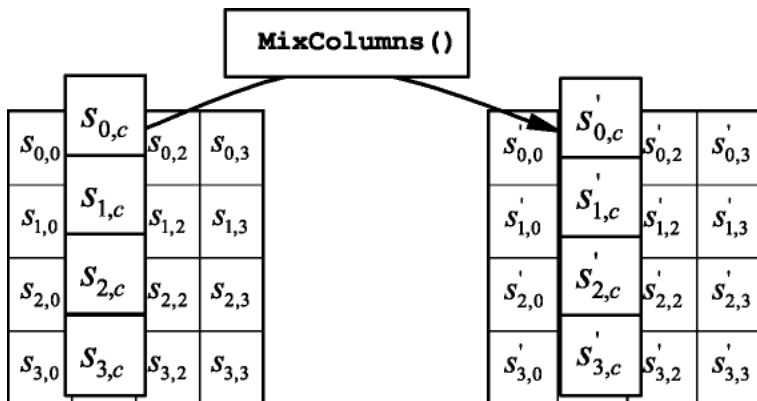 MixColumns()
s0,c s'0,c
s0,0 s0,2 s0,3 s'0,0 s'0,2 s'0,3
s1,c s'1,c
s1,0 s1,2 s1,3 s'1,0 s'1,2 s'1,3
s2,c s'2,c
s2,0 s2,2 s2,3 s'2,0 s'2,2 s'2,3
s3,c s'3,c
s3,0 s3,2 s3,3 s'3,0 s'3,2 s'3,3